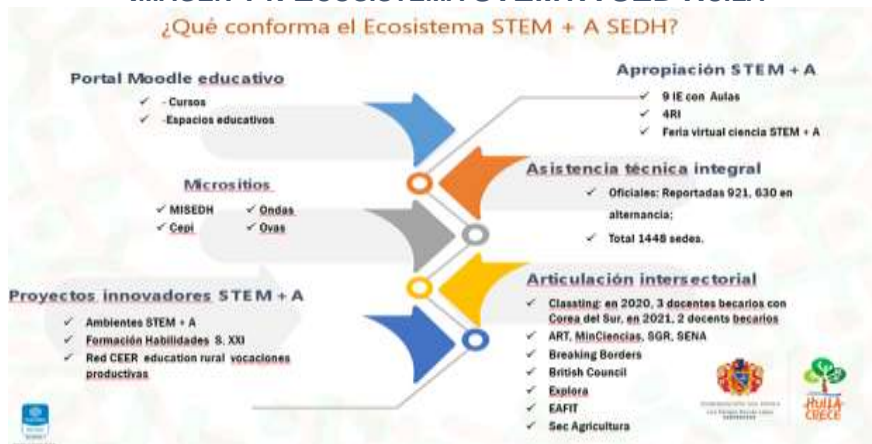 ¿Qué conforma el Ecosistema STEM + A SEDH?
Portal Moodle educativo
✓ - Cursos
✓ -Espacios educativos
Apropiación STEM + A
✓ 9 IE con Aulas
✓ 4RI
✓ Feria virtual ciencia STEM + A
Asistencia técnica integral
✓ Oficiales: Reportadas 921, 630 en
alternancia;
✓ Total 1448 sedes.
Micrositios
✓ MISEDH ✓ Ondas
✓ Cepi ✓ Ovas
Articulación intersectorial
✓ Classting: en 2020, 3 docentes becarios con
Corea del Sur, en 2021, 2 docents becarios
✓ ART, MinCiencias, SGR, SENA
✓ Breaking Borders
✓ British Council
✓ Explora
✓ EAFIT
✓ Sec Agricultura
Proyectos innovadores STEM + A
✓ Ambientes STEM + A
✓ Formación Habilidades S. XXI
✓ Red CEER education rural vocaciones
productivas
HUILA
CRECE